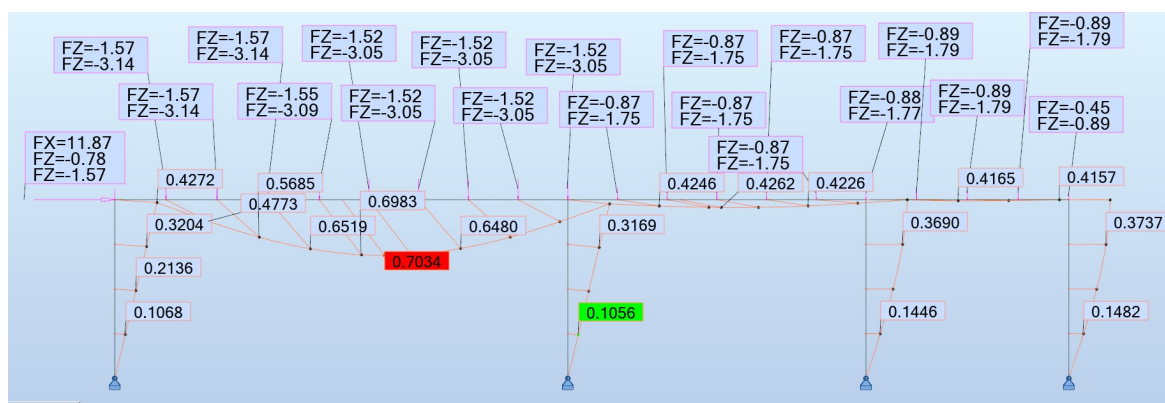 FZ=-1.57
FZ=-3.14
FZ=-1.57
FZ=-3.14
FZ=-1.52
FZ=-3.05
FZ=-1.52
FZ=-3.05
FZ=-1.52
FZ=-3.05
FZ=-0.87
FZ=-1.75
FZ=-0.87
FZ=-1.75
FZ=-0.89
FZ=-1.79
FZ=-0.89
FZ=-1.79
FZ=-1.57
FZ=-3.14
FZ=-1.55
FZ=-3.09
FZ=-1.52
FZ=-3.05
FZ=-1.52
FZ=-3.05
FZ=-0.87
FZ=-1.75
FZ=-0.87
FZ=-1.75
FZ=-0.88
FZ=-1.77
FZ=-0.89
FZ=-1.79
FZ=-0.45
FZ=-0.89
FX=11.87
FZ=-0.78
FZ=-1.57
FZ=-0.87
FZ=-1.75
0.4272
0.5685
0.4246
0.4262
0.4226
0.4165
0.4157
0.4773
0.6983
0.3204
0.6519
0.6480
0.3169
0.3690
0.3737
0.7034
0.2136
0.1068
0.1056
0.1446
0.1482